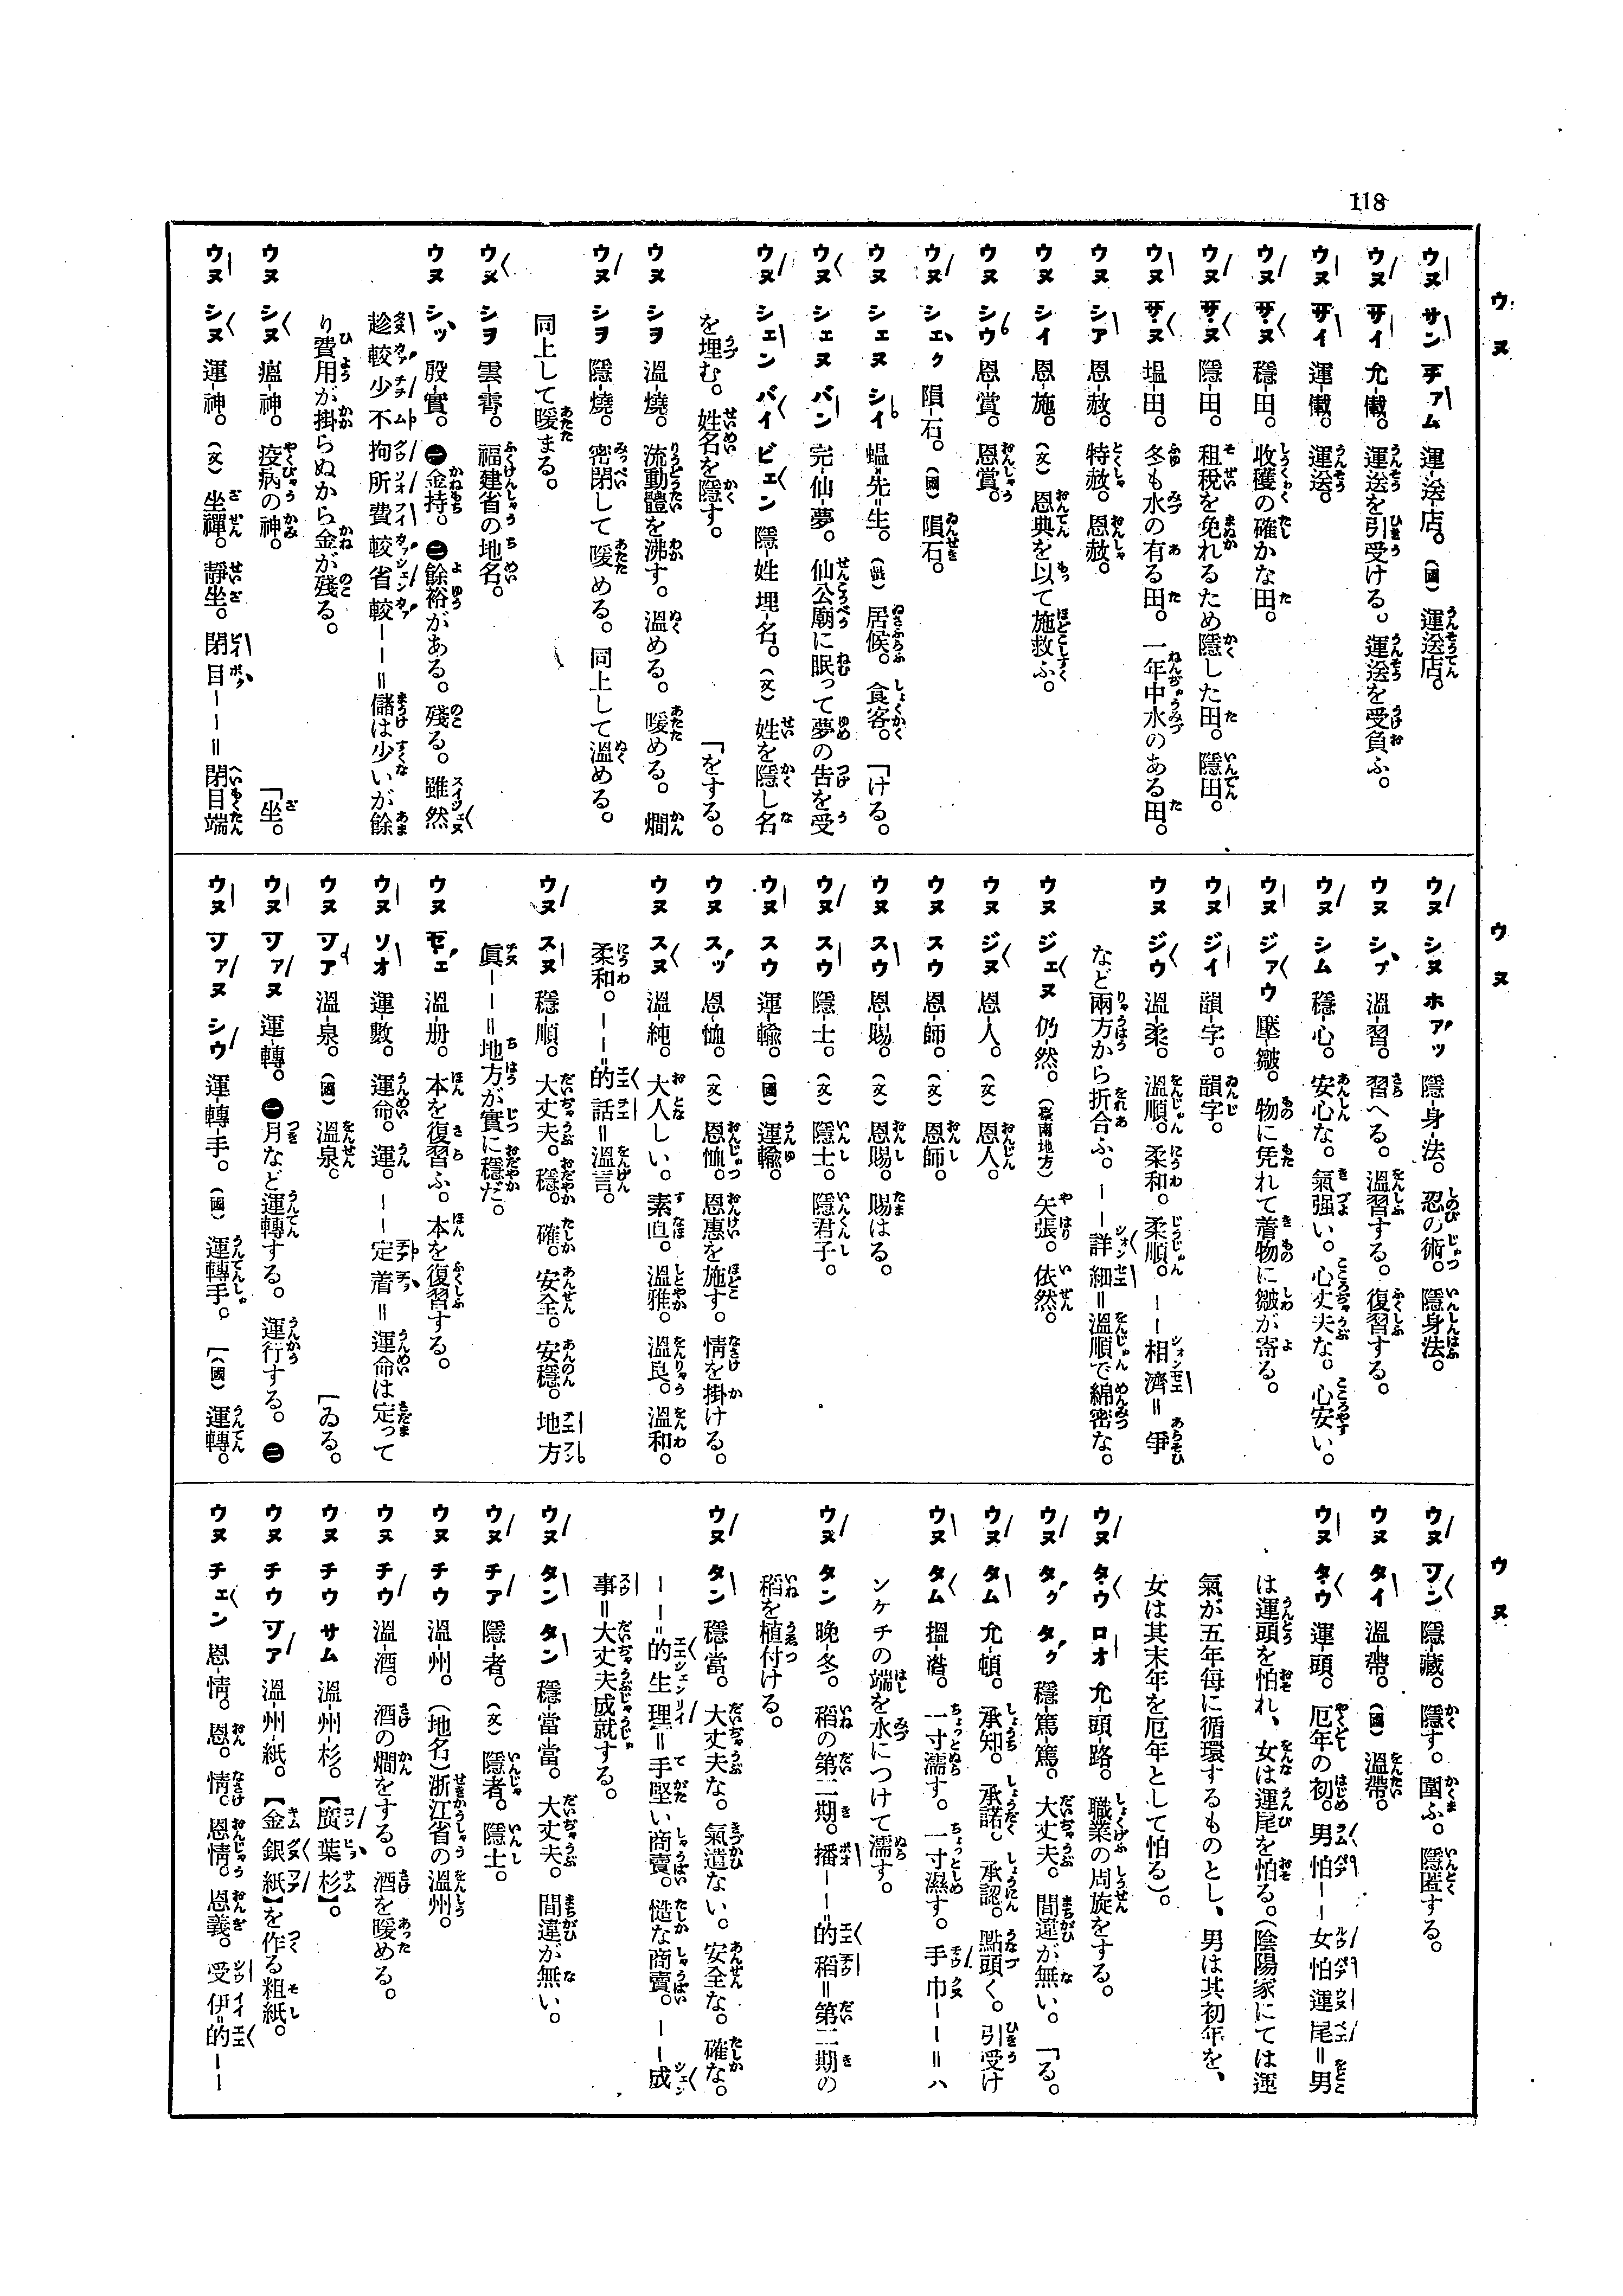 118
ウヌ
ウヌ サン チァム 運-送-店。(國) 運送店。
ウヌ サイ 允-儎。 運送を引受ける。運送を受負ふ。
ウヌ サイ 運-儎。 運送。
ウヌ サヌ 穩-田。 收穫の確かな田。
ウヌ サヌ 隱-田。 租税を免れるため隱した田。隱田。
ウヌ サヌ 塭-田。 冬も水の有る田。一年中水のある田。
ウヌ シア 恩-赦。 特赦。恩赦。
ウヌ シイ 恩-施。(文) 恩典を以て施救ふ。
ウヌ シウ 恩-賞。 恩賞。
ウヌ シェク 隕-石。(國) 隕石。
ウヌ シェヌ シイ 蝹-先=生。(戲) 居候。食客。「ける。
ウヌ シェヌ バン 完-仙-夢。 仙公廟に眠って夢の吿を受
ウヌ シェン バイ ビェン 隱-姓 埋-名。(文) 姓を隱し名
を埋む。姓名を隱す。「をする。
ウヌ シヲ 溫-燒。 流動體を沸す。溫める。暖める。燗
ウヌ シヲ 隱-燒。 密閉して暖める。同上して溫める。
同上して暖まる。
ウヌ シヲ 雲-霄。 福建省の地名。
ウヌ シッ 殷-實。 ㊀金持。㊁餘裕がある。殘る。雖然
趁較少不拘所費較省較ーー=儲は少いが餘
り費用が掛らぬから金が殘る。
ウヌ シヌ 瘟-神。 疫病の神。「坐。
ウヌ シヌ 運-神。(文) 坐禪。靜坐。閉目ーー=閉目端
ウヌ
ウヌ シヌ ホァッ 隱-身-法。 忍の術。隱身法。
ウヌ シㇷ゚ 溫-習。 習へる。溫習する。復習する。
ウヌ シム 穩-心。 安心な。氣强い。心丈夫な。心安い。
ウヌ ジァウ 壓-皺。 物に凭れて着物に皺が寄る。
ウヌ ジイ 韻-字。 韻字。
ウヌ ジウ 溫-柔。 溫順。柔和。柔順。ーー相濟=爭
など兩方から折合ふ。ーー詳細=溫順で綿密な。
ウヌ ジェヌ 仍-然。(臺南地方) 矢張。依然。
ウヌ ジヌ 恩-人。(文) 恩人。
ウヌ スウ 恩-師。(文) 恩師。
ウヌ スウ 恩-賜。(文) 恩賜。賜はる。
ウヌ スウ 隱-士。(文) 隱士。隱君子。
ウヌ スウ 運-輸。(國) 運輸。
ウヌ スッ 恩-恤。(文) 恩恤。恩惠を施す。情を掛ける。
ウヌ スヌ 溫-純。 大人しい。素直。溫雅。溫良。溫和。
柔和。ーー=的話=溫言。
ウヌ スヌ 穩-順。 大丈夫。穩。確。安全。安穩。地方
眞ーー=地方が實に穩だ。
ウヌ セェ 溫-册。 本を復習ふ。本を復習する。
ウヌ ソオ 運-數。 運命。運。ーー定着=運命は定って
ウヌ ツア 溫-泉。(國) 溫泉。「ゐる。
ウヌ ツァヌ 運-轉。 ㊀月など運轉する。運行する。㊁
ウヌ ツァヌ シウ 運-轉-手。(國) 運轉手。「(國) 運轉。
ウヌ
ウヌ ツン 隱-藏。 隱す。圍ふ。隱匿する。
ウヌ タイ 溫-帶。(國) 溫帶。
ウヌ タウ 運-頭。 厄年の初。男怕ーー女怕運尾=男
は運頭を怕れ、女は運尾を怕る。(陰陽家にては運
氣が五年每に循環するものとし、男は其初年を、
女は其末年を厄年として怕る)。
ウヌ タウ ロオ 允-頭-路。 職業の周旋をする。
ウヌ タㇰ タㇰ 穩-篤-篤。 大丈夫。間違が無い。「る。
ウヌ タム 允-頓。 承知。承諾。承認。點頭く。引受け
ウヌ タム 搵-澘。 一寸濡す。一寸濕す。手巾ーー=ハ
ンケチの端を水につけて濡す。
ウヌ タン 晚-冬。 稻の第二期。播ーー=的稻=第二期の
稻を植付ける。
ウヌ タン 穩-當。 大丈夫な。氣遣ない。安全な。確な。
ーー=的生理=手堅い商賣。慥な商賣。ーー成
事=大丈夫成就する。
ウヌ タン タン 穩當當。 大丈夫。間違が無い。
ウヌ チア 隱-者。(文) 隱者。隱士。
ウヌ チウ 溫-州。(地名)浙江省の溫州。
ウヌ チウ 溫-酒。 酒の燗をする。酒を暖める。
ウヌ チウ サム 溫-州-杉。【廣葉杉】。
ウヌ チウ ツァ 溫-州-紙。【金銀紙】を作る粗紙。
ウヌ チェン 恩-情。 恩。情。恩情。恩義。受伊=的ーー